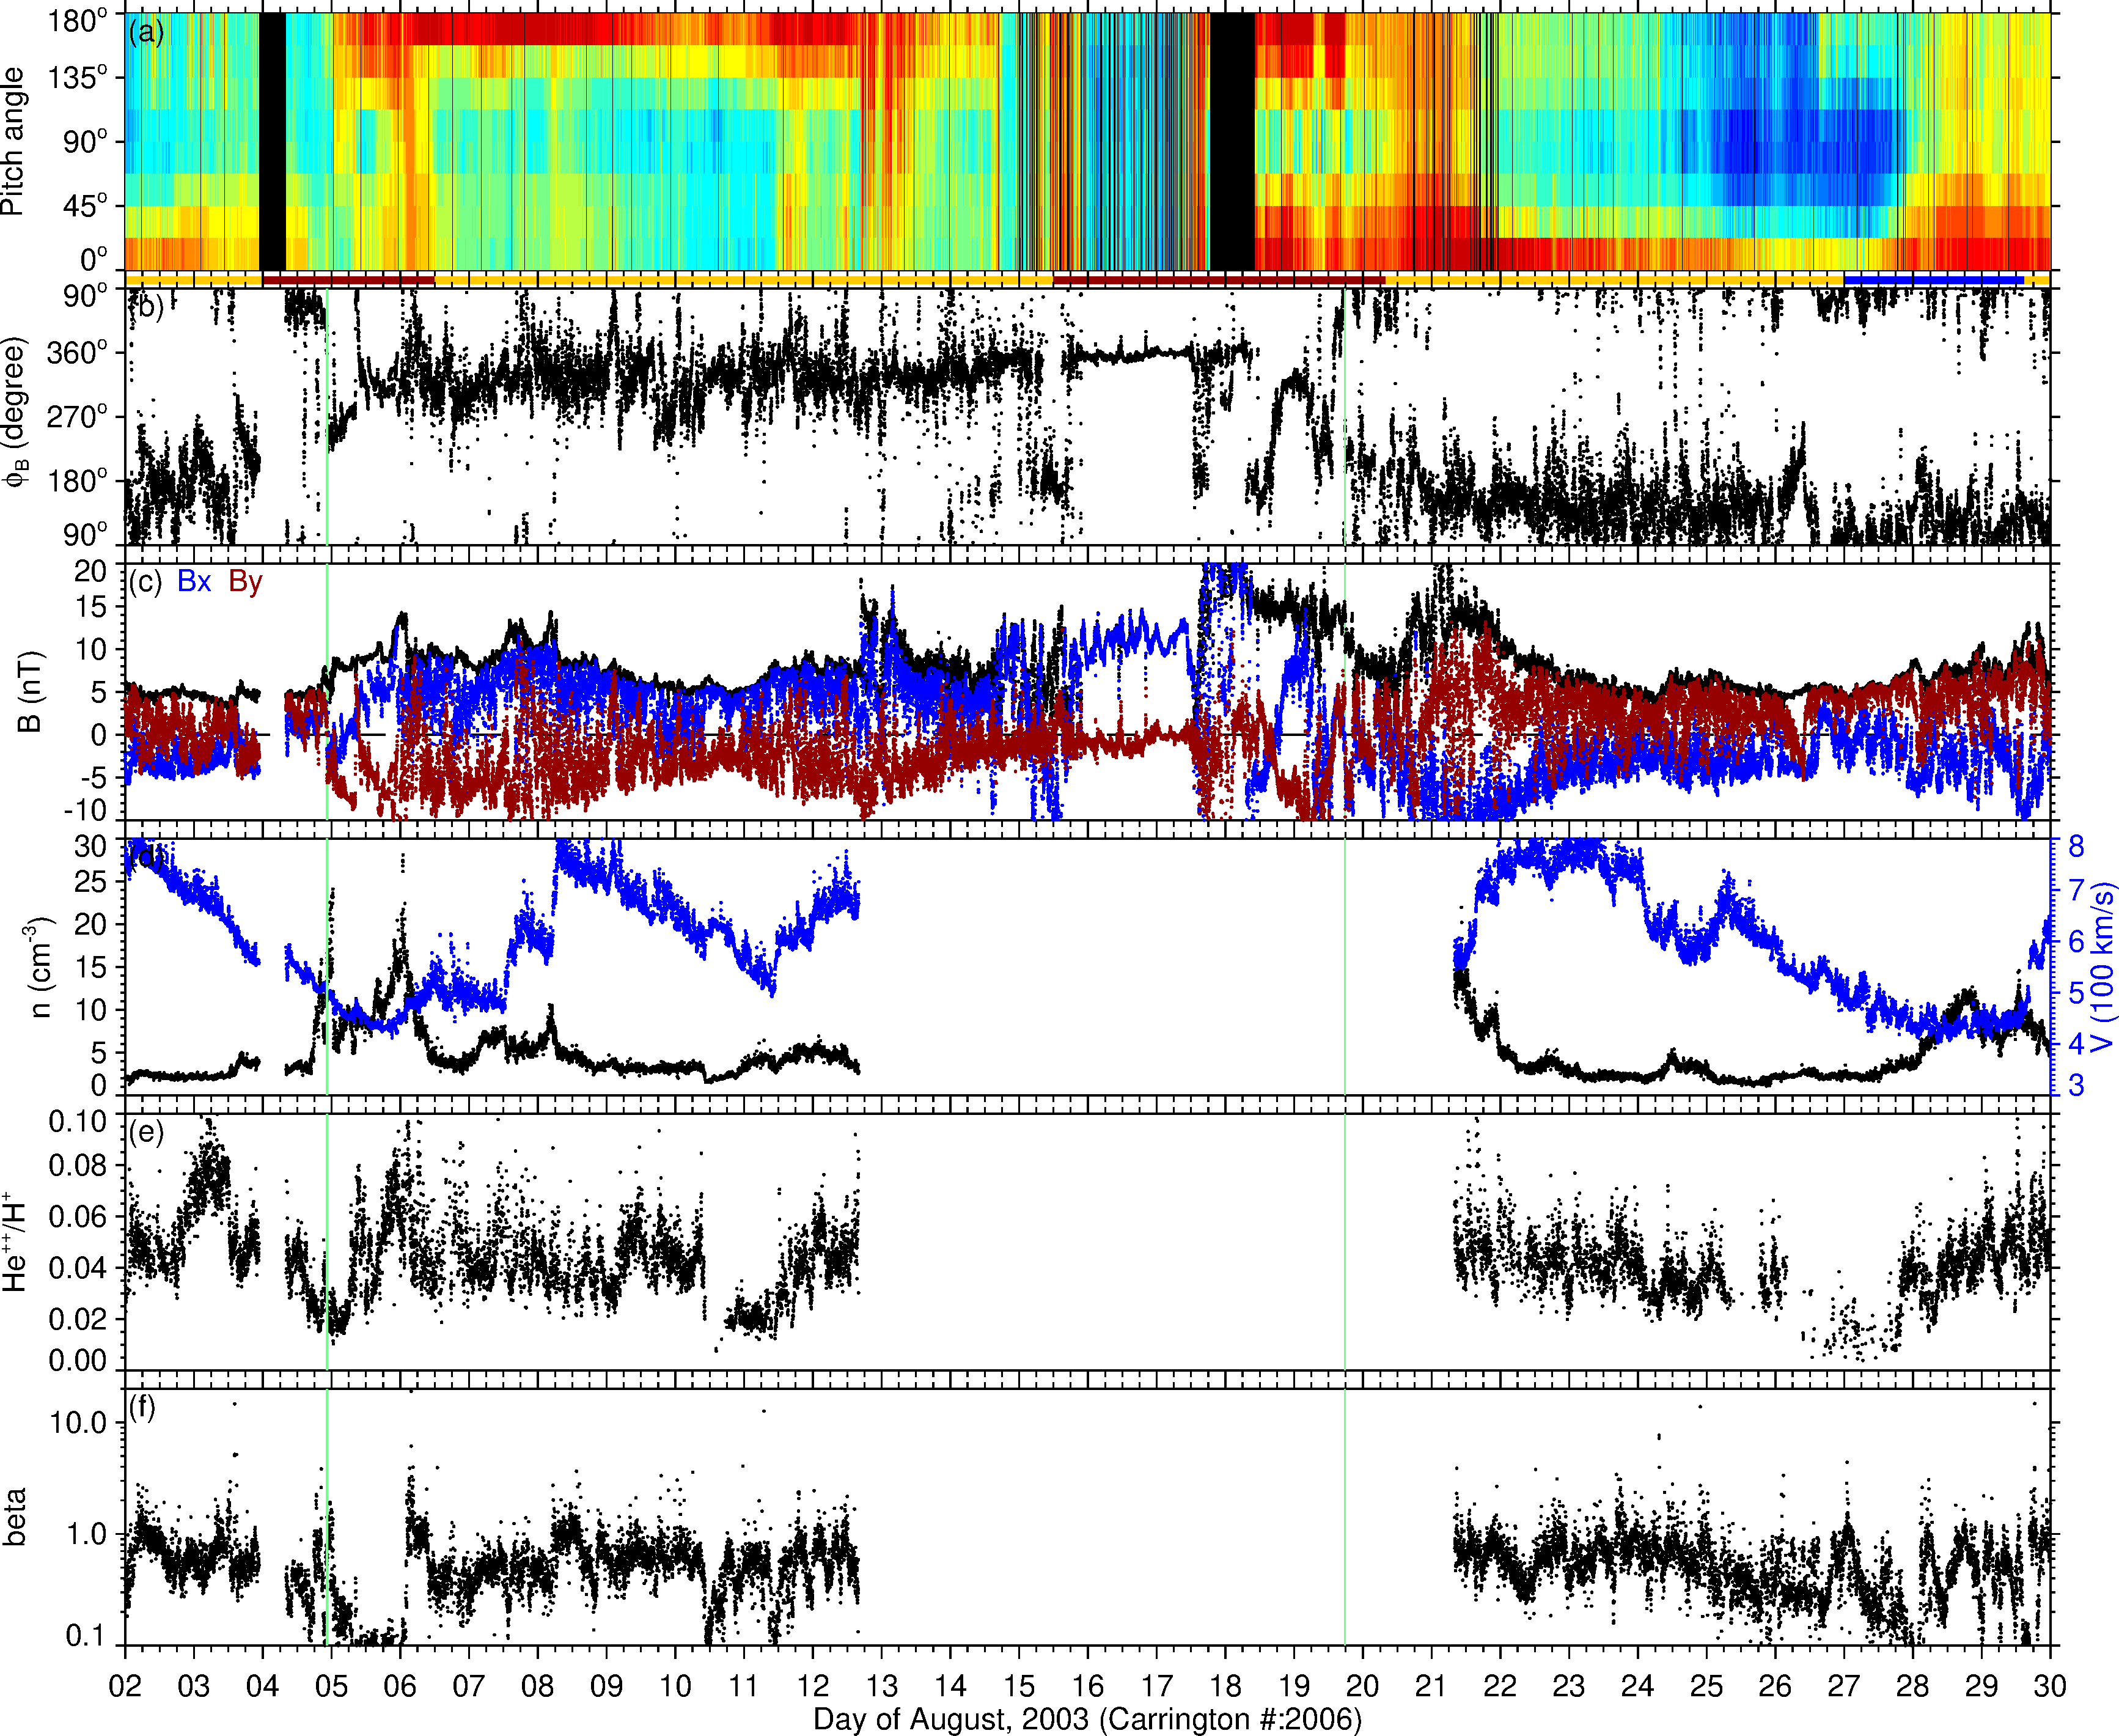 (a)
180°
135°
90°
45°
0°
Pitch angle
(b)
90°
360°
270°
180°
90°
ϕB (degree)
(c) Bx By
20
15
10
5
0
-5
-10
B (nT)
(d)
30
25
20
15
10
5
0
n (cm-3)
8
7
6
5
4
3
V (100 km/s)
(e)
0.10
0.08
0.06
0.04
0.02
0.00
He++/H+
(f)
10.0
1.0
0.1
beta
02 03 04 05 06 07 08 09 10 11 12 13 14 15 16 17 18 19 20 21 22 23 24 25 26 27 28 29 30
Day of August, 2003 (Carrington #:2006)